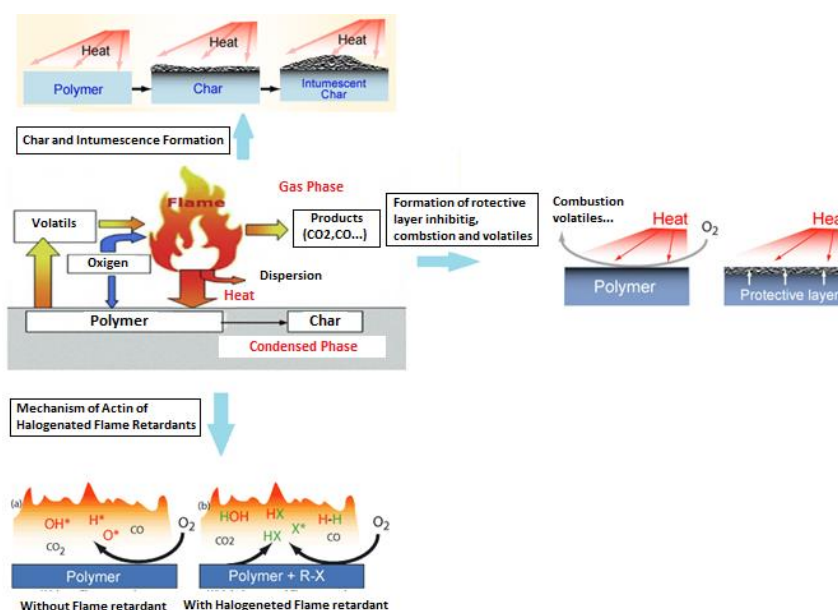 Heat
Heat
Heat
Polymer
Char
Intumescent
Char
Char and Intumescence Formation
Flame
Gas Phase
Volatils
Products
(CO2,CO...)
Oxigen
Dispersion
Heat
Polymer
Char
Condensed Phase
Formation of rotective
layer inhibitig,
combstion and volatiles
Combustion
volatiles...
Heat
O2
Polymer
Hea
Protective layer
Mechanism of Actin of
Halogenated Flame Retardants
(a)
OH*
H*
O*
CO
CO2
O2
Polymer
Without Flame retardant
(b)
HOH
HX
H-H
X*
HX
CO2
CO
O2
Polymer + R-X
With Halogeneted Flame retardant